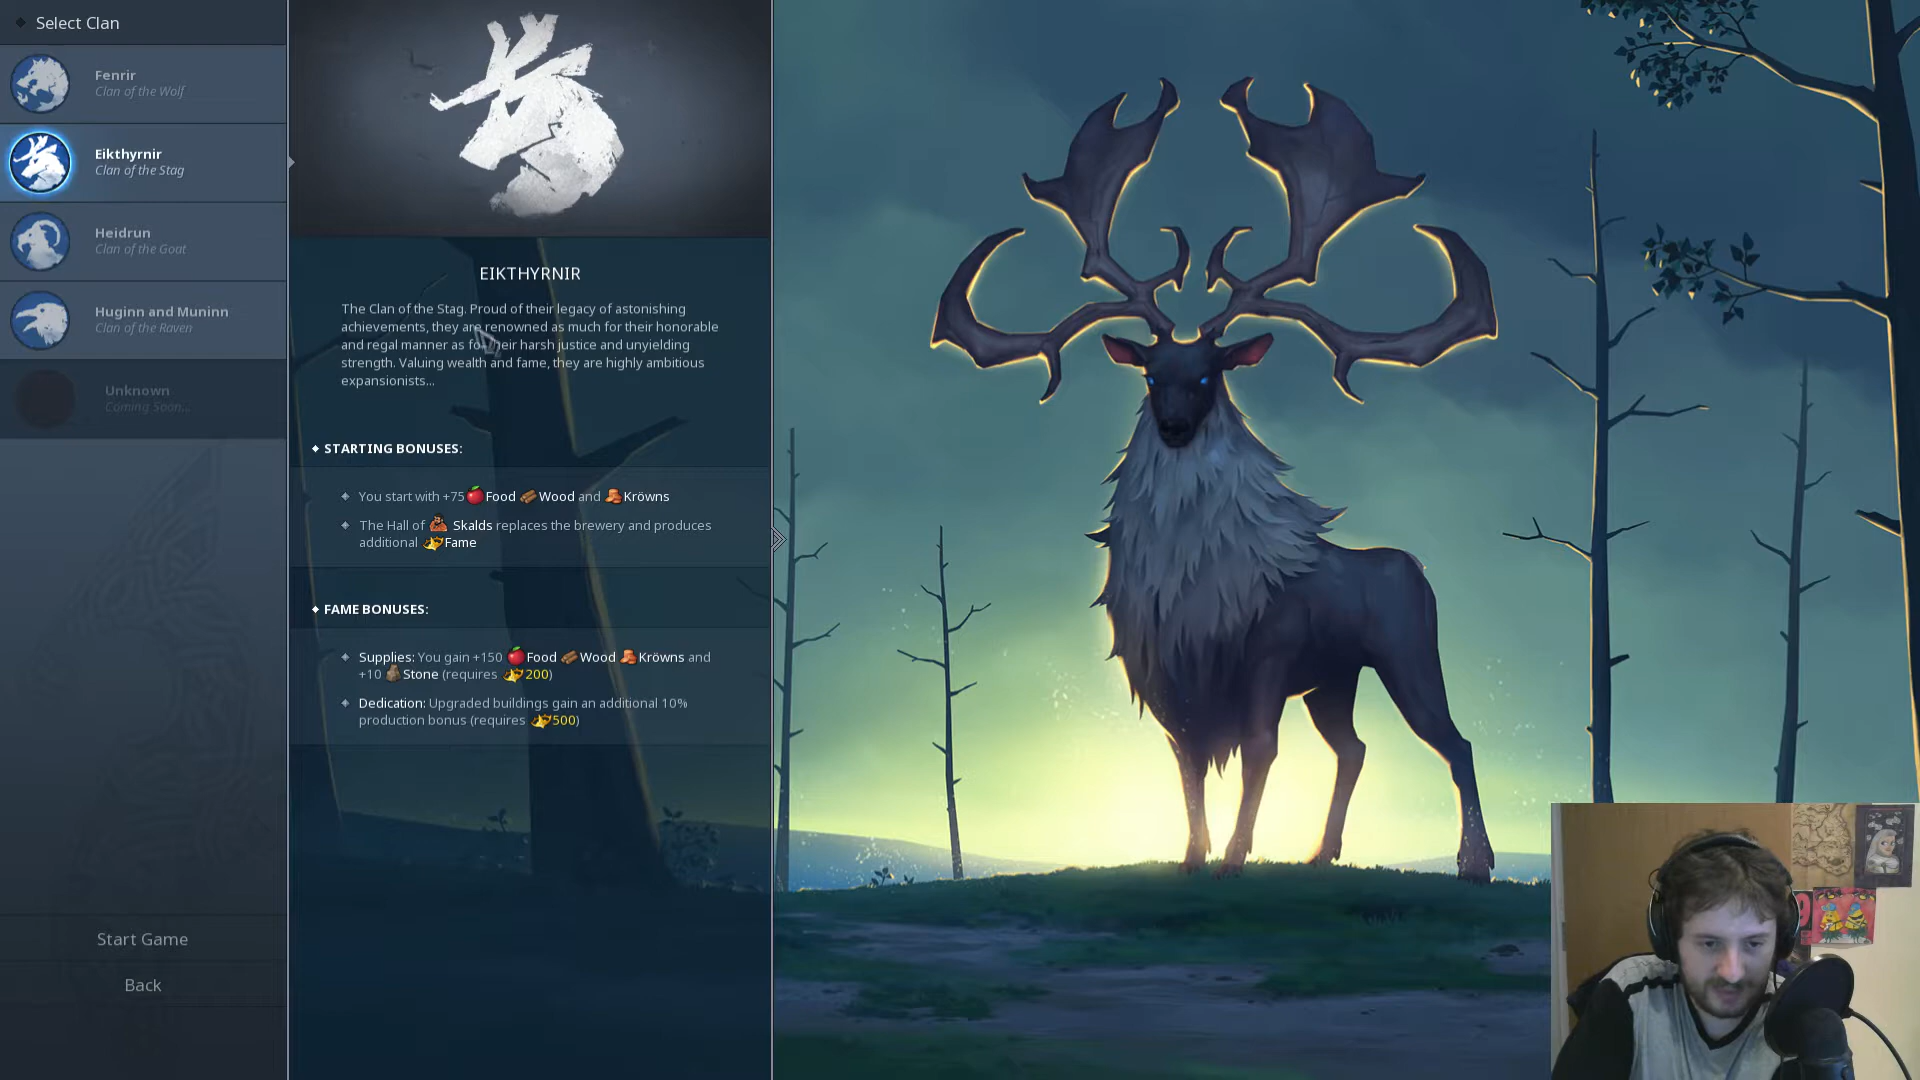 Select Clan
Fenrir
Clan of the Wolf
Eikthyrnir
Clan of the Stag
Heidrun
Clan of the Goat
Huginn and Muninn
Clan of the Raven
Unknown
Coming Soon...
Start Game
Back
EIKTHYRNIR
The Clan of the Stag. Proud of their legacy of astonishing
achievements, they are renowned as much for their honorable
and regal manner as for their harsh justice and unyielding
strength. Valuing wealth and fame, they are highly ambitious
expansionists...
STARTING BONUSES:
You start with +75 Food Wood and Kröwns
The Hall of Skalds replaces the brewery and produces
additional Fame
FAME BONUSES:
Supplies: You gain +150 Food Wood Kröwns and
+10 Stone (requires 200)
Dedication: Upgraded buildings gain an additional 10%
production bonus (requires 500)